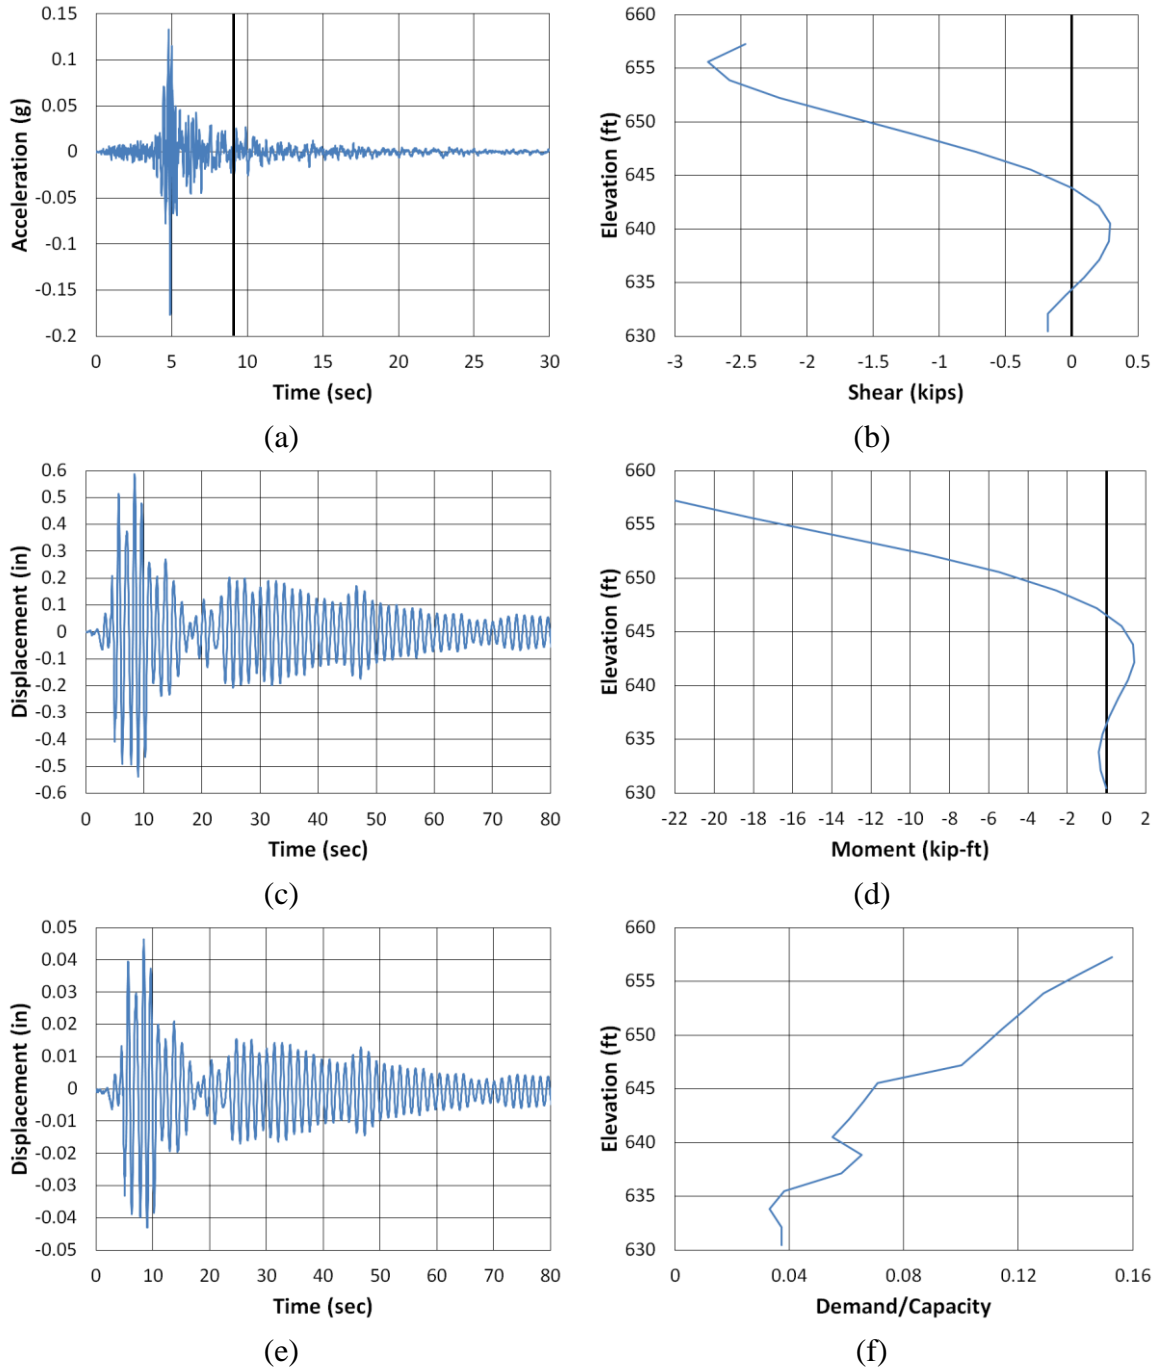 0.15
0.1
0.05
0
-0.05
-0.1
-0.15
-0.2
Acceleration (g)
0 5 10 15 20 25 30
Time (sec)
(a)
660
655
650
645
640
635
630
Elevation (ft)
-3 -2.5 -2 -1.5 -1 -0.5 0 0.5
Shear (kips)
(b)
0.6
0.5
0.4
0.3
0.2
0.1
0
-0.1
-0.2
-0.3
-0.4
-0.5
-0.6
Displacement (in)
0 10 20 30 40 50 60 70 80
Time (sec)
(c)
660
655
650
645
640
635
630
Elevation (ft)
-22 -20 -18 -16 -14 -12 -10 -8 -6 -4 -2 0 2
Moment (kip-ft)
(d)
0.05
0.04
0.03
0.02
0.01
0
-0.01
-0.02
-0.03
-0.04
-0.05
Displacement (in)
0 10 20 30 40 50 60 70 80
Time (sec)
(e)
660
655
650
645
640
635
630
Elevation (ft)
0 0.04 0.08 0.12 0.16
Demand/Capacity
(f)